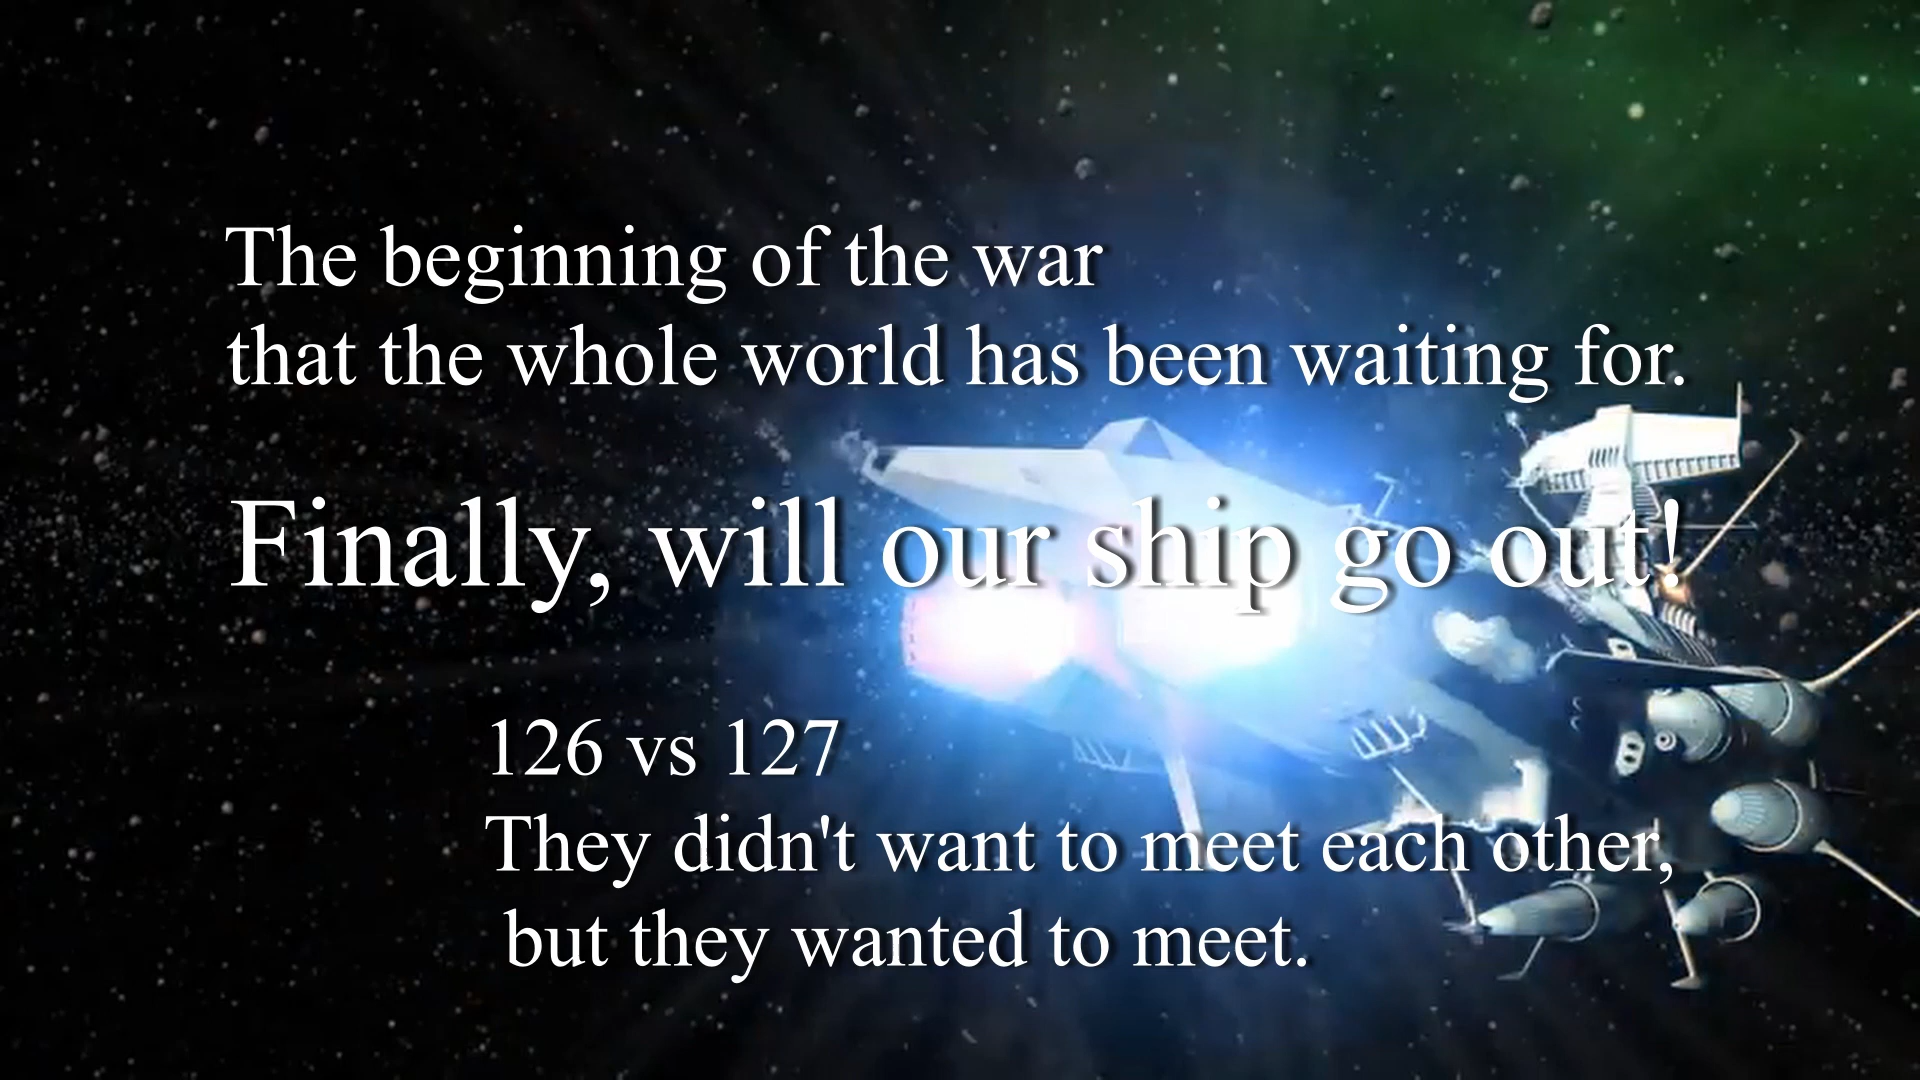 The beginning of the war
that the whole world has been waiting for.
Finally, will our ship go out!
126 vs 127
They didn't want to meet each other,
but they wanted to meet.